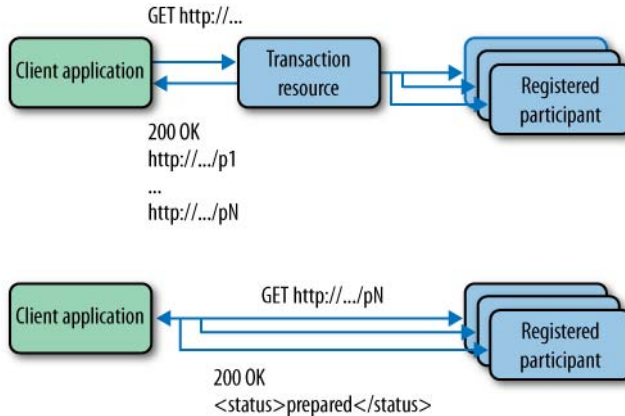 GET http://...
Client application
Transaction
resource
Registered
participant
200 OK
http://.../p1
...
http://.../pN
Client application
GET http://.../pN
Registered
participant
200 OK
<status>prepared</status>